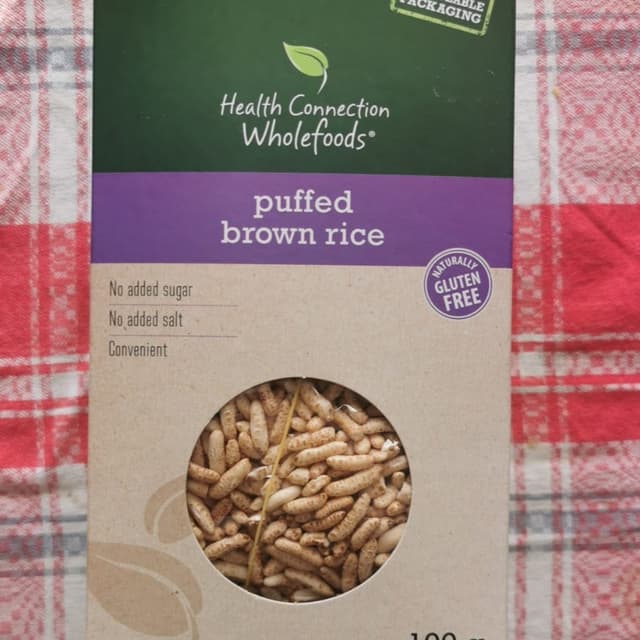 PACKAGING
Health Connection
Wholefoods®
puffed
brown rice
NATURALLY
GLUTEN
FREE
No added sugar
No added salt
Convenient